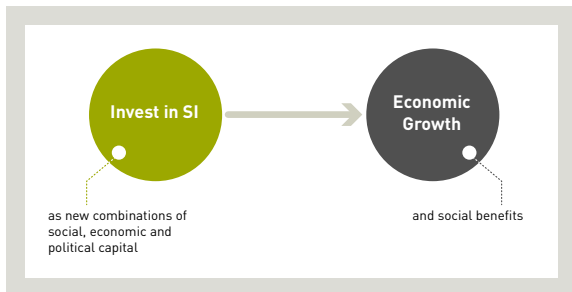 Invest in SI
Economic
Growth
as new combinations of
social, economic and
political capital
and social benefits